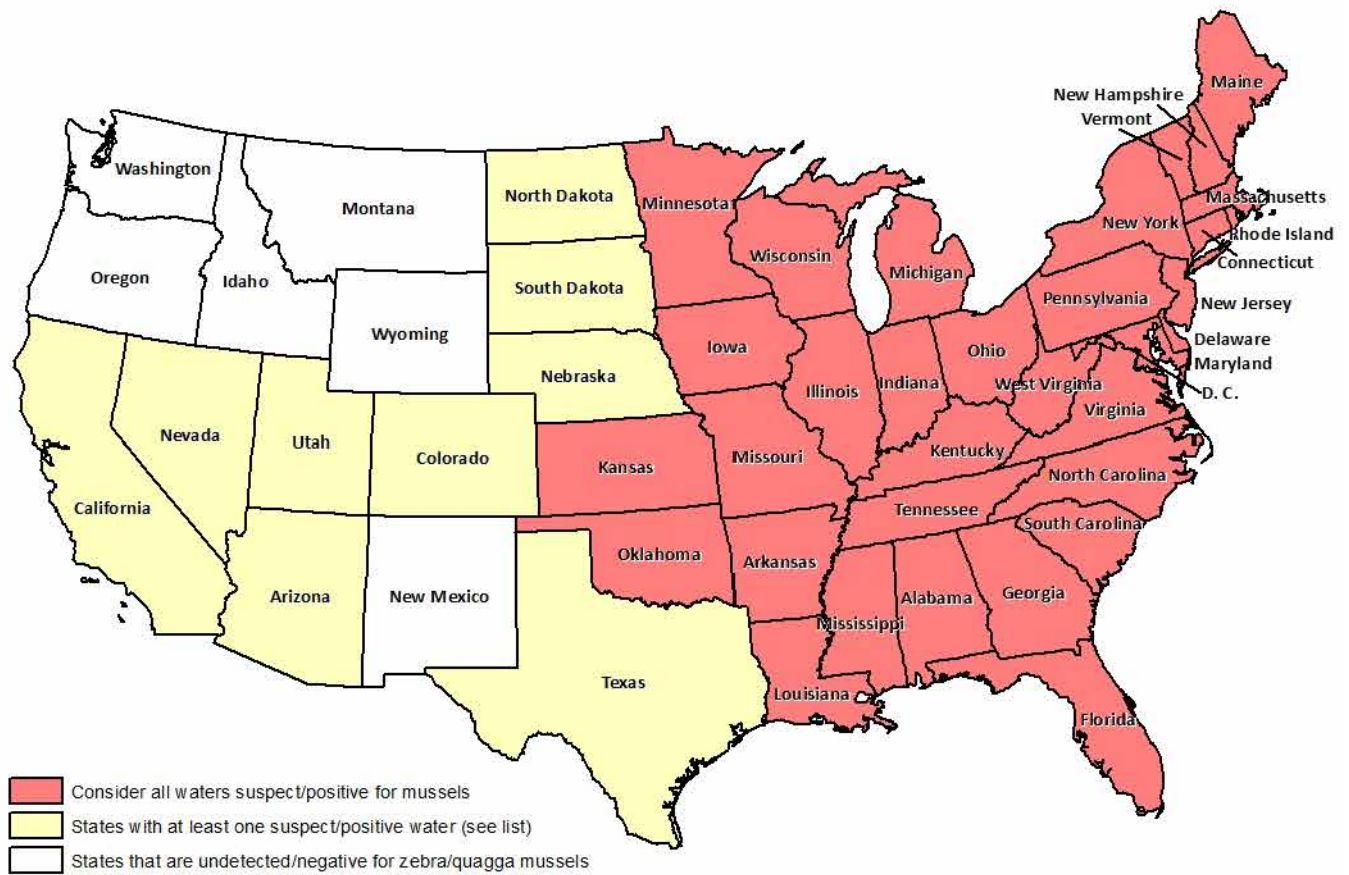 Maine
New Hampshire
Vermont
Washington
North Dakota
Montana
Minnesota
Massachusetts
New York
Rhode Island
Wisconsin
Connecticut
Michigan
Oregon
Idaho
South Dakota
Pennsylvania
New Jersey
Wyoming
Delaware
Iowa
Ohio
Maryland
Nebraska
Indiana
West Virginia
Illinois
D. C.
Virginia
Nevada
Utah
Colorado
Kansas
Missouri
Kentucky
North Carolina
California
Tennessee
South Carolina
Oklahoma
Arkansas
Arizona
New Mexico
Alabama
Georgia
Mississippi
Texas
Louisiana
Florida
Consider all waters suspect/positive for mussels
States with at least one suspect/positive water (see list)
States that are undetected/negative for zebra/quagga mussels